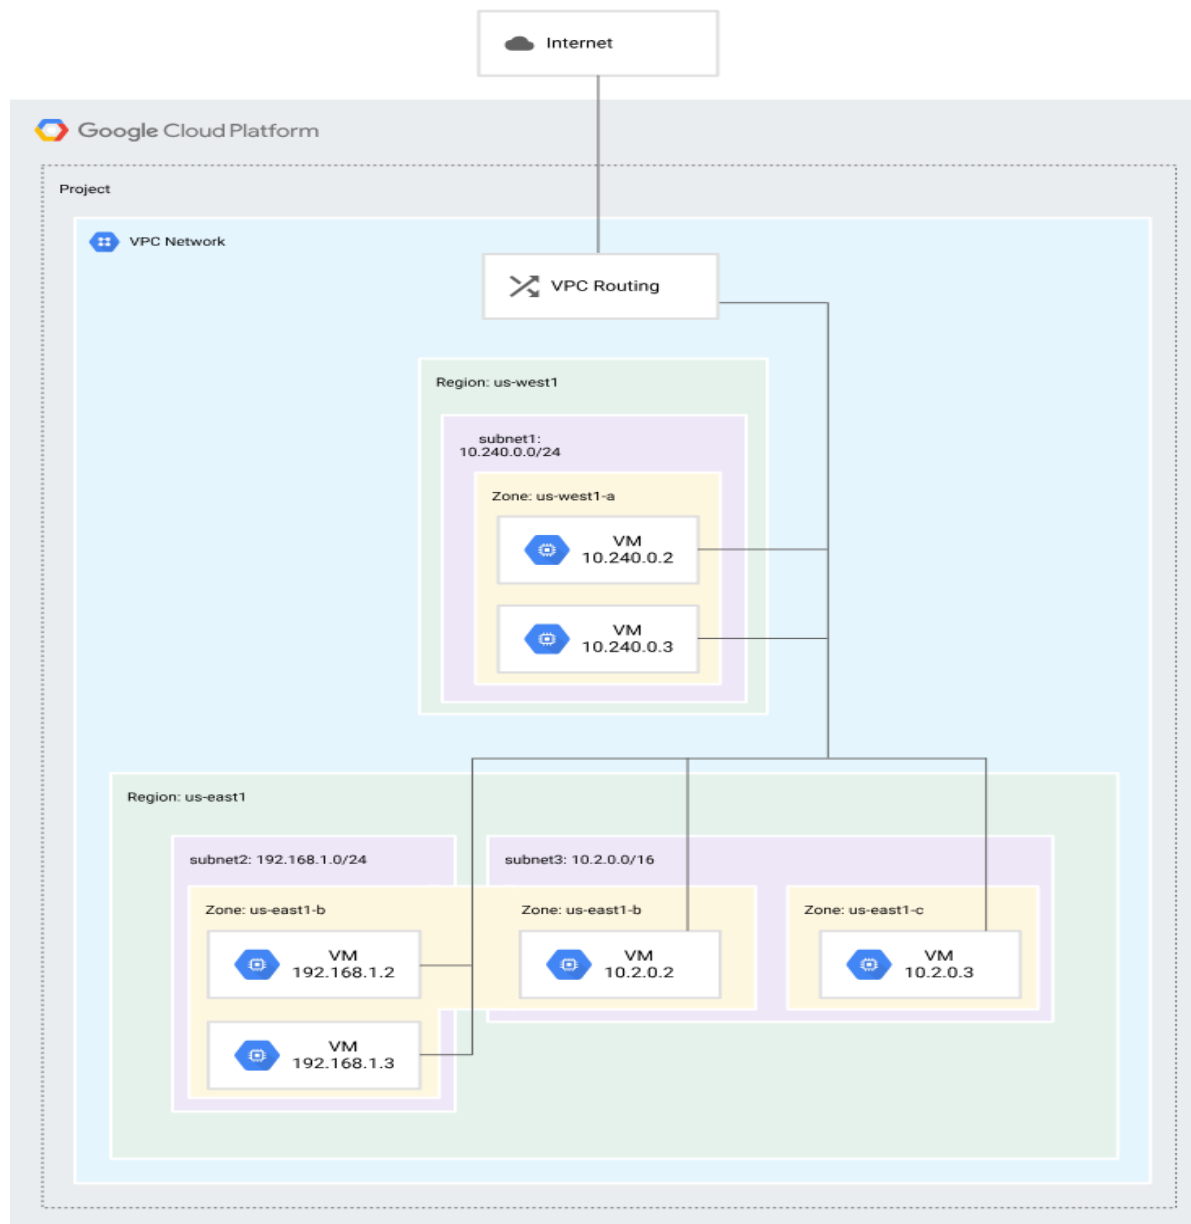 Internet
Google Cloud Platform
Project
VPC Network
VPC Routing
Region: us-west1
subnet1:
10.240.0.0/24
Zone: us-west1-a
VM
10.240.0.2
VM
10.240.0.3
Region: us-east1
subnet2: 192.168.1.0/24
subnet3: 10.2.0.0/16
Zone: us-east1-b
Zone: us-east1-b
Zone: us-east1-c
VM
192.168.1.2
VM
10.2.0.2
VM
10.2.0.3
VM
192.168.1.3